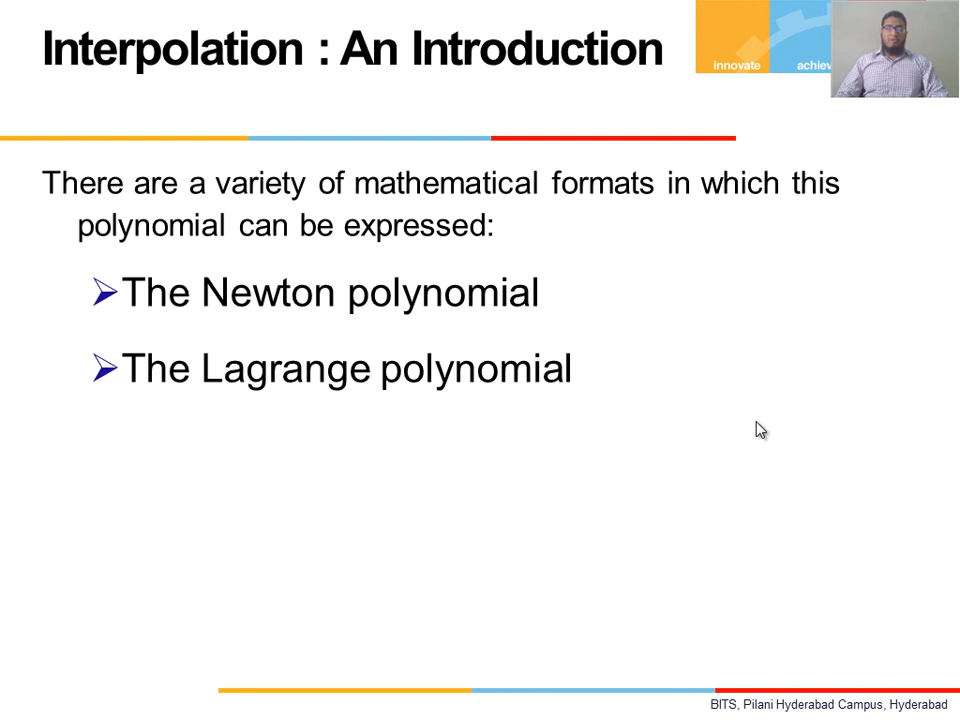 Interpolation : An Introduction
innovate
achiev
There are a variety of mathematical formats in which this
polynomial can be expressed:
The Newton polynomial
The Lagrange polynomial
BITS, Pilani Hyderabad Campus, Hyderabad